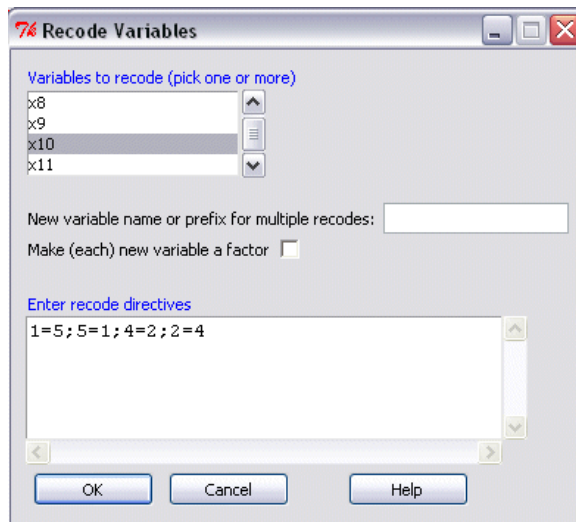 Recode Variables
Variables to recode (pick one or more)
x8
x9
x10
x11
New variable name or prefix for multiple recodes:
Make (each) new variable a factor
Enter recode directives
1=5;5=1;4=2;2=4
OK Cancel Help